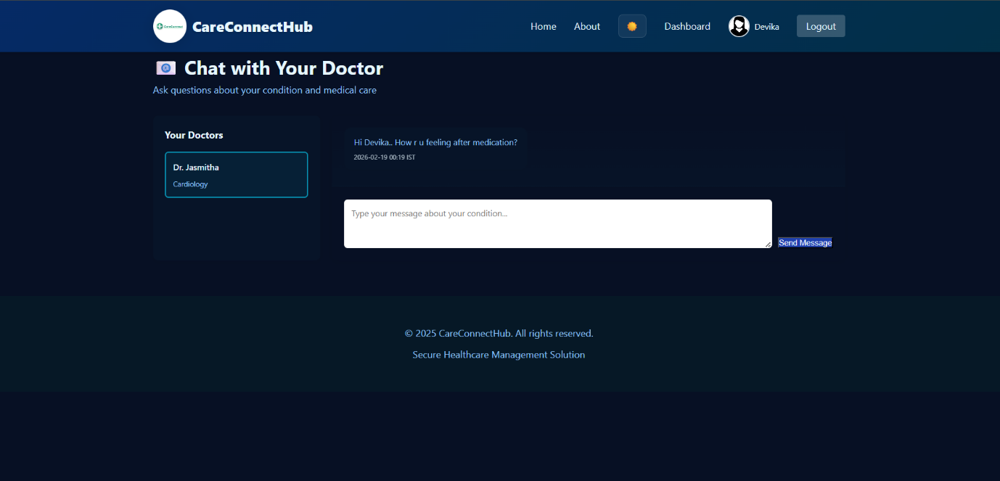 CareConnect
CareConnectHub
Home
About
Dashboard
Devika
Logout
Chat with Your Doctor
Ask questions about your condition and medical care
Your Doctors
Dr. Jasmitha
Cardiology
Hi Devika.. How r u feeling after medication?
2026-02-19 00:19 IST
Type your message about your condition...
Send Message
© 2025 CareConnectHub. All rights reserved.
Secure Healthcare Management Solution